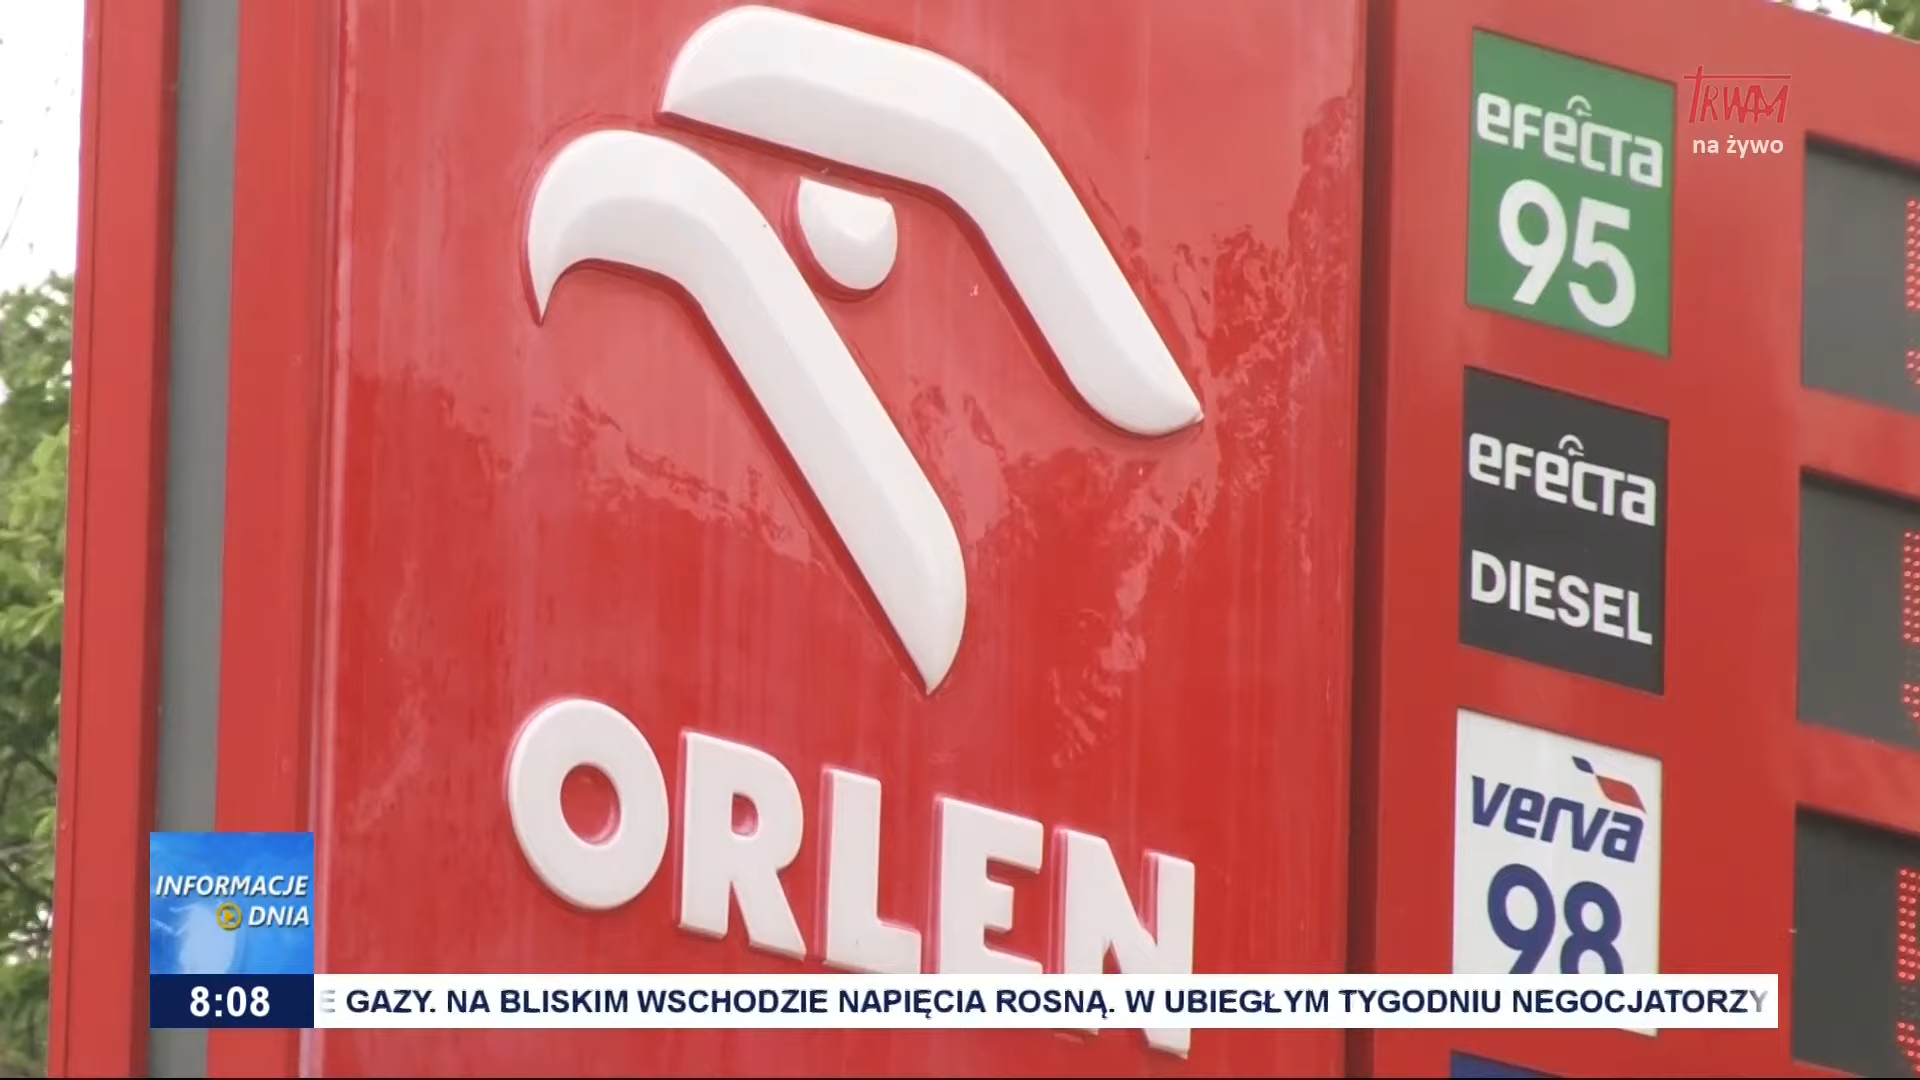 efecta
95
TRWAM
na żywo
efecta
DIESEL
verva
98
ORLEN
INFORMACJE
DNIA
8:08
E GAZY. NA BLISKIM WSCHODZIE NAPIĘCIA ROSNĄ. W UBIEGŁYM TYGODNIU NEGOCJATORZY